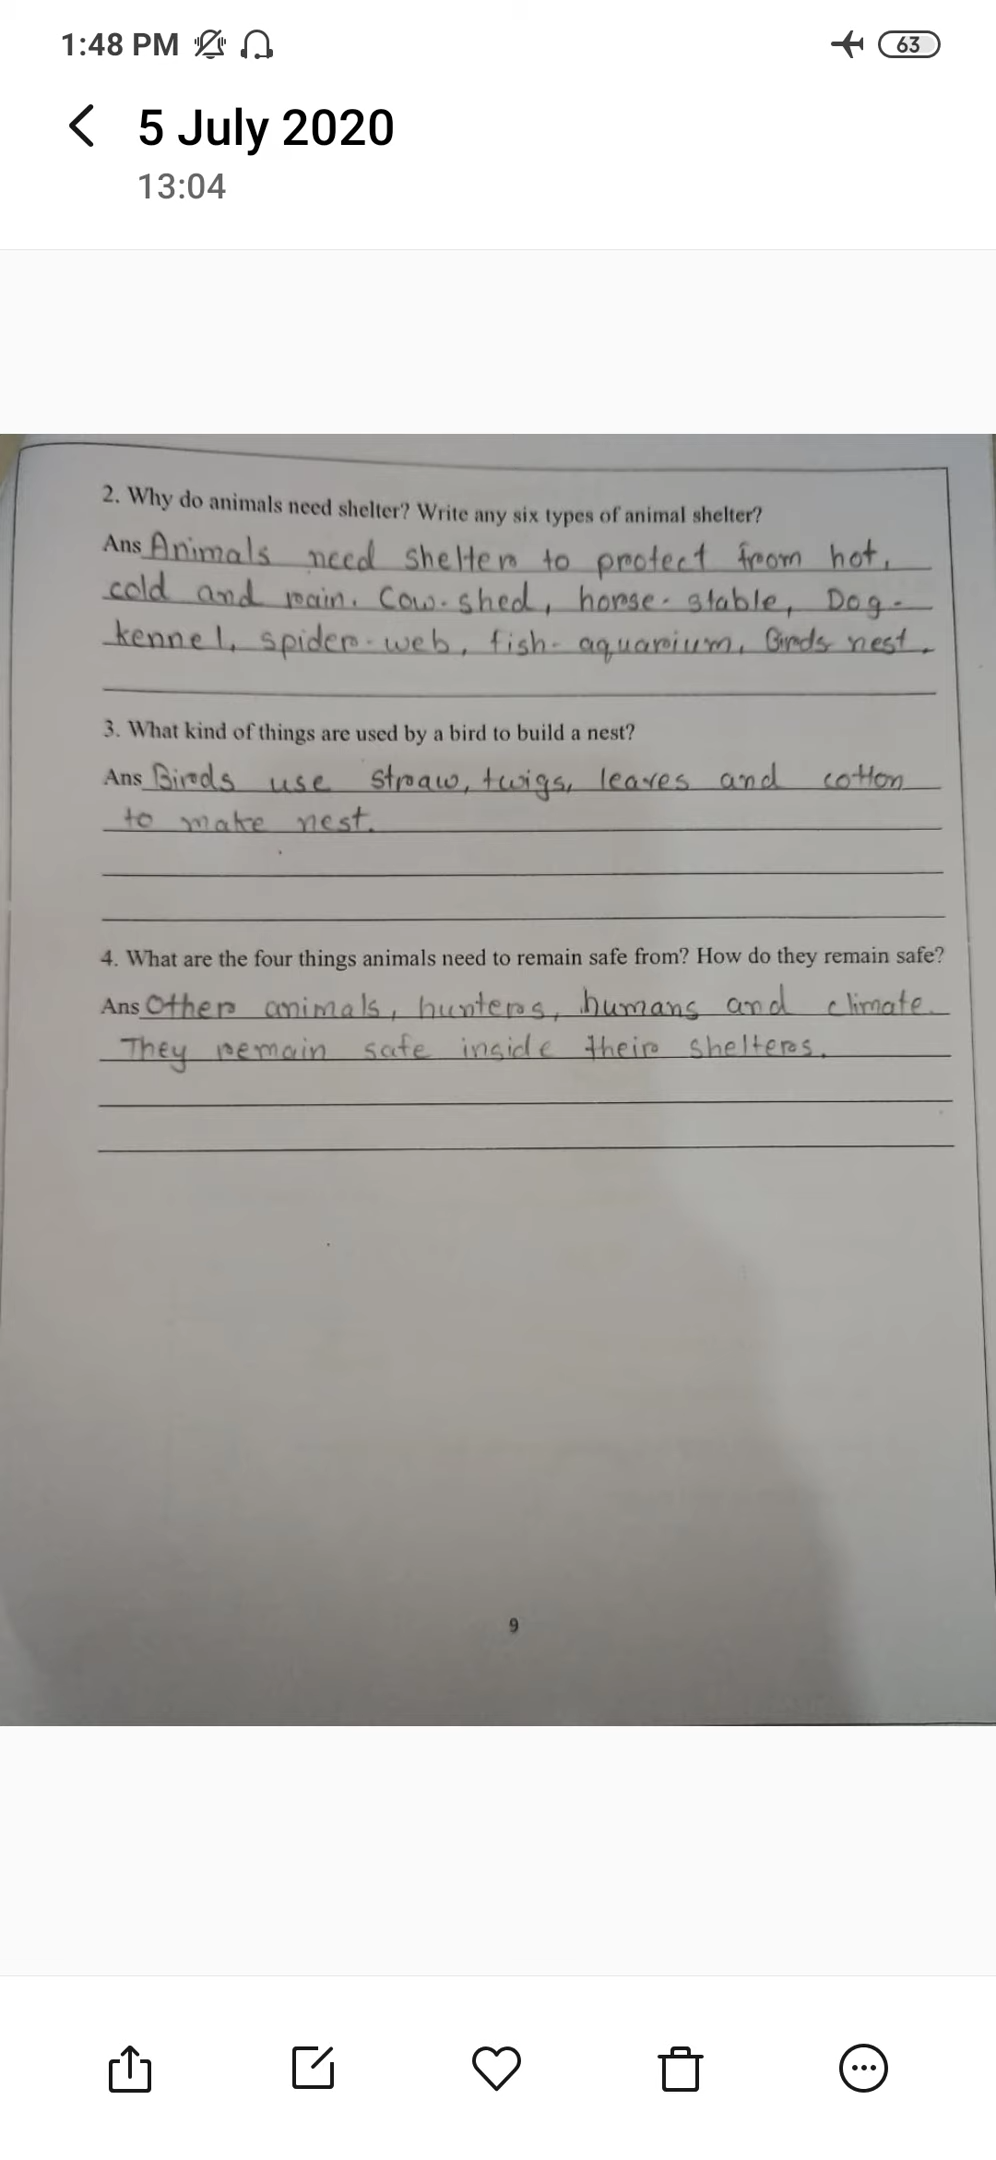 1:48 PM
63
5 July 2020
13:04
2. Why do animals need shelter? Write any six types of animal shelter?
Ans Animals need shelter to protect from hot,
cold and rain. Cow-shed, horse-stable, Dog-
kennel, spider-web, fish-aquarium, Birds nest.
3. What kind of things are used by a bird to build a nest?
Ans Birds use straw, twigs, leaves and cotton
to make nest.
4. What are the four things animals need to remain safe from? How do they remain safe?
Ans Other animals, hunters, humans and climate.
They remain safe inside their shelters.
9